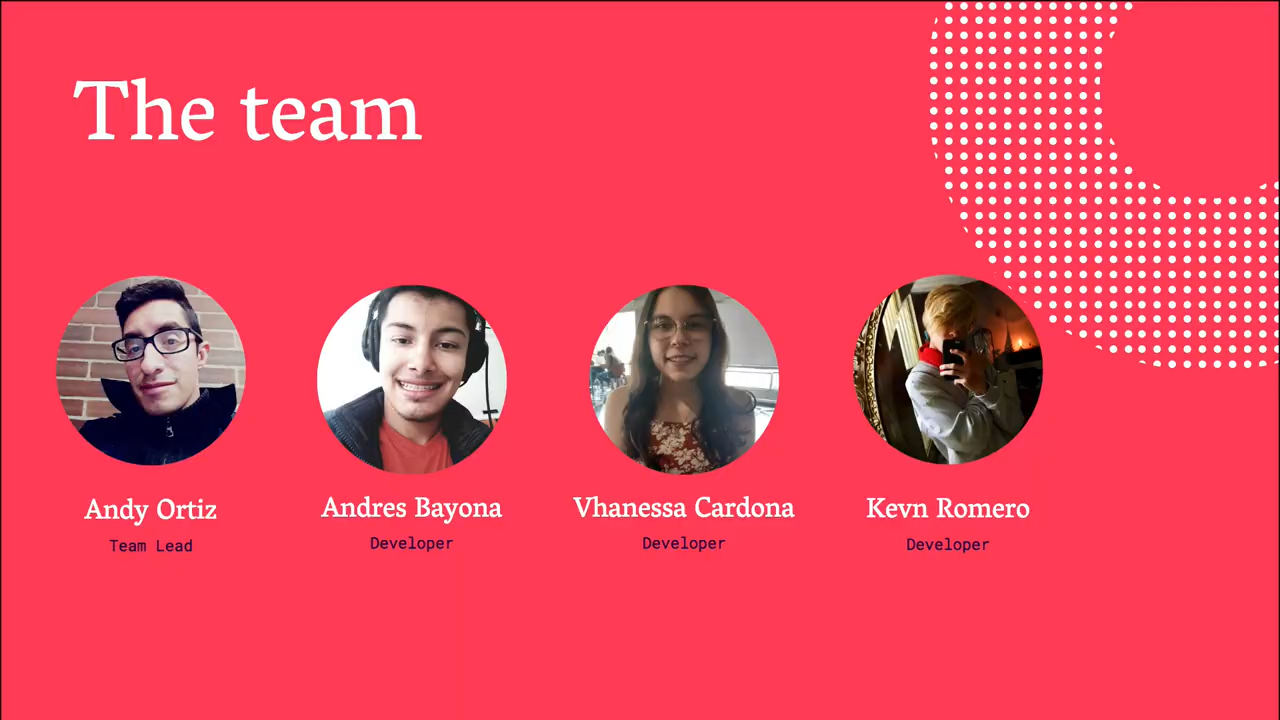 The team
Andy Ortiz
Team Lead
Andres Bayona
Developer
Vhanessa Cardona
Developer
Kevn Romero
Developer